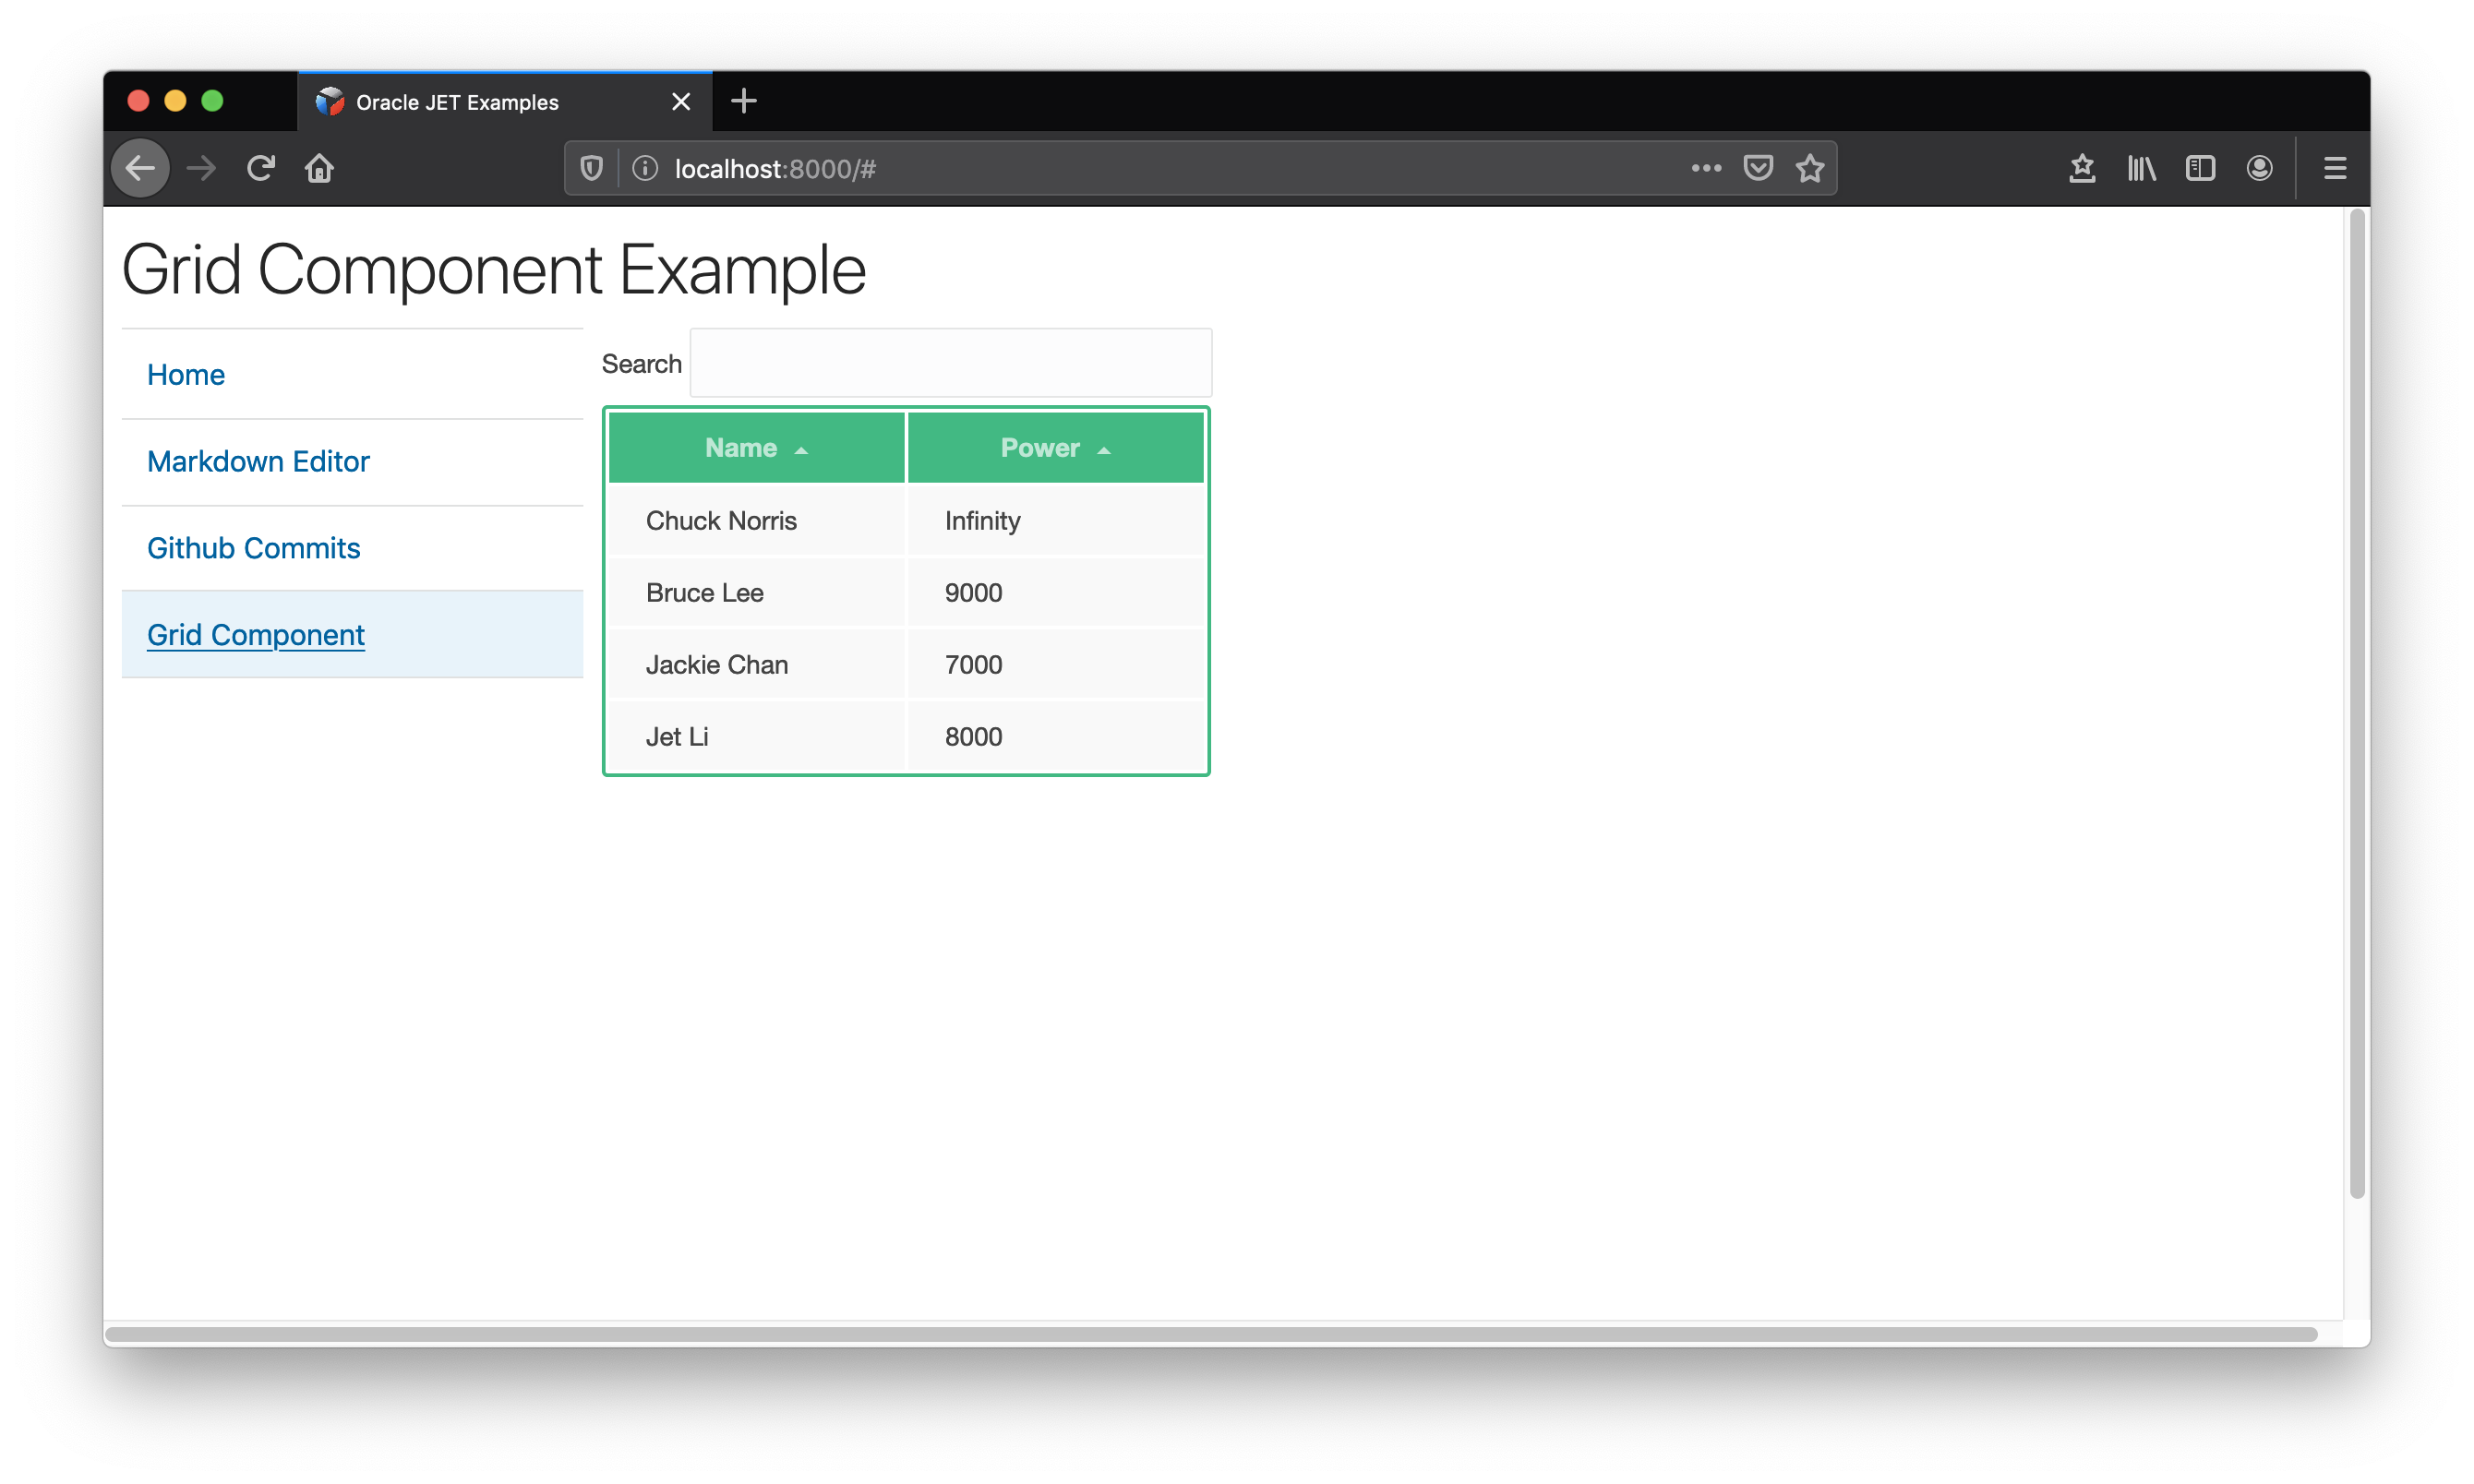 Oracle JET Examples
localhost:8000/#
Grid Component Example
Home
Markdown Editor
Github Commits
Grid Component
Search
Name Power
Chuck Norris Infinity
Bruce Lee 9000
Jackie Chan 7000
Jet Li 8000